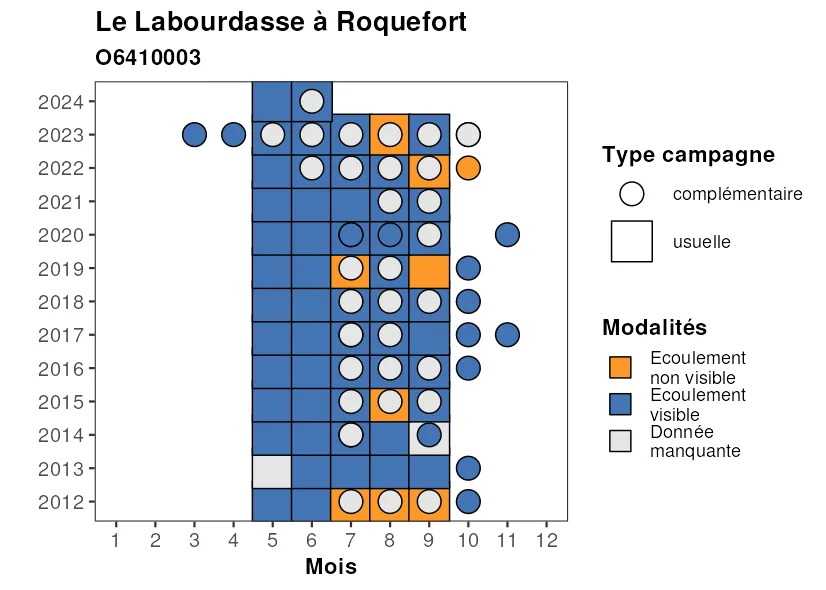 Le Labourdasse à Roquefort
O6410003
2024
2023
2022
2021
2020
2019
2018
2017
2016
2015
2014
2013
2012
1 2 3 4 5 6 7 8 9 10 11 12
Mois
Type campagne
complémentaire
usuelle
Modalités
Ecoulement
non visible
Ecoulement
visible
Donnée
manquante